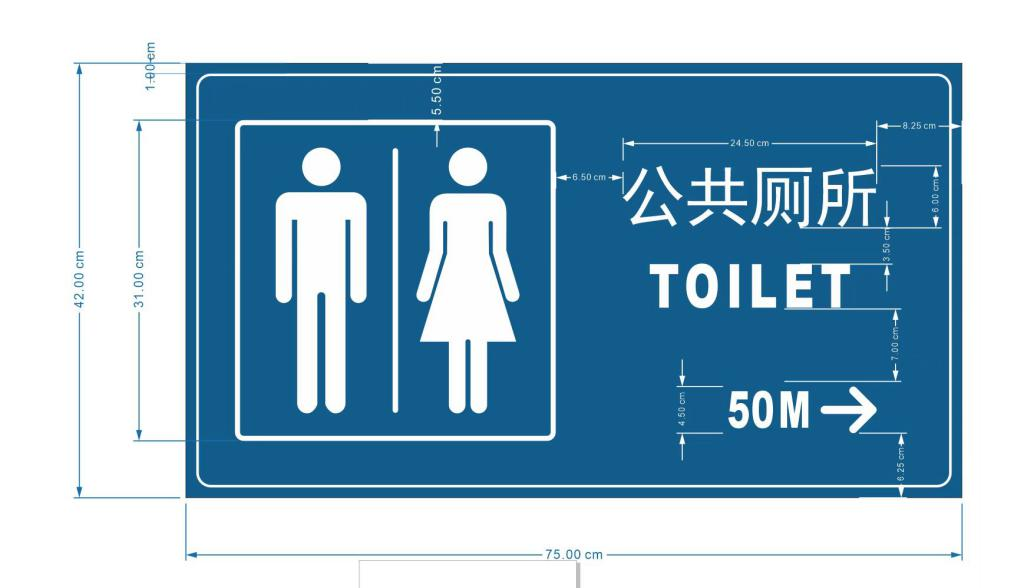 1.00 cm
5.50 cm
8.25 cm
24.50 cm
6.50 cm
公共厕所
6.00 cm
3.50 cm
42.00 cm
31.00 cm
TOILET
7.00 cm
4.50 cm
50M
6.25 cm
75.00 cm